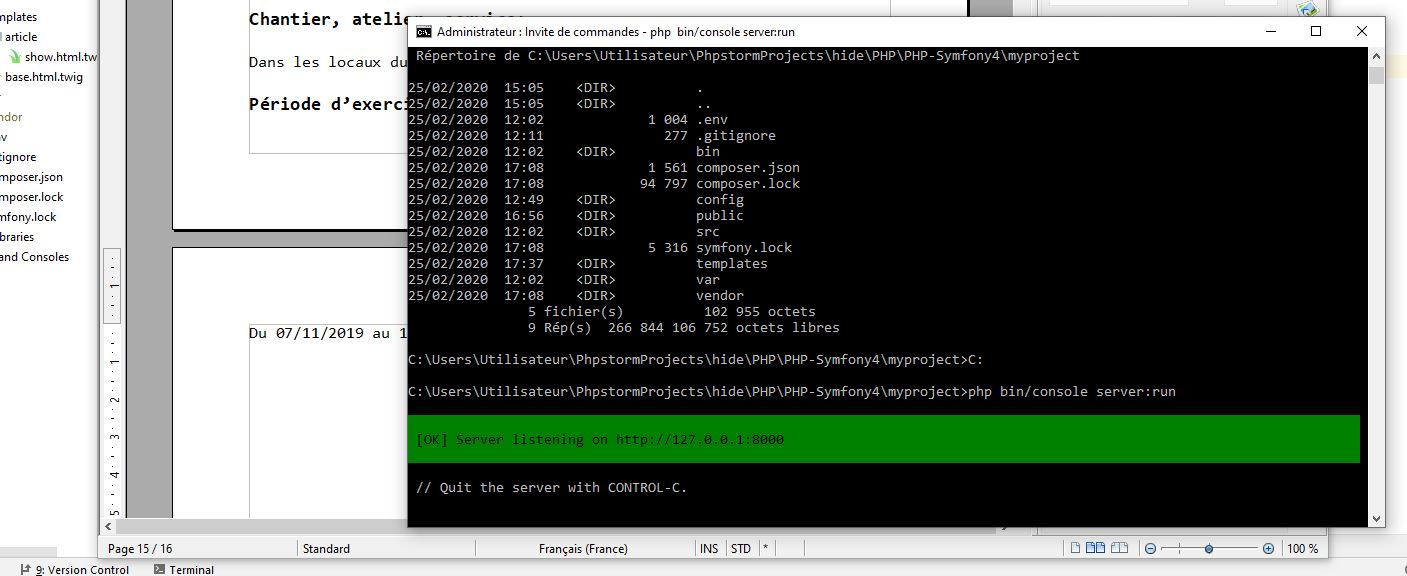 article
show.html.tw
base.html.twig
tignore
mposer.json
mposer.lock
mfony.lock
braries
and Consoles
9: Version Control
Terminal
Chantier, atelier, service:
Dans les locaux du
Période d’exerci
Du 07/11/2019 au 1
Page 15 / 16
Standard
Français (France)
INS
STD
*
100 %
Administrateur : Invite de commandes - php  bin/console server:run
Répertoire de C:\Users\Utilisateur\PhpstormProjects\hide\PHP\PHP-Symfony4\myproject
25/02/2020  15:05    <DIR>          .
25/02/2020  15:05    <DIR>          ..
25/02/2020  12:02             1 004 .env
25/02/2020  12:11               277 .gitignore
25/02/2020  12:02    <DIR>          bin
25/02/2020  17:08             1 561 composer.json
25/02/2020  17:08            94 797 composer.lock
25/02/2020  12:49    <DIR>          config
25/02/2020  16:56    <DIR>          public
25/02/2020  12:02    <DIR>          src
25/02/2020  17:08             5 316 symfony.lock
25/02/2020  17:37    <DIR>          templates
25/02/2020  12:02    <DIR>          var
25/02/2020  17:08    <DIR>          vendor
5 fichier(s)          102 955 octets
9 Rép(s)  266 844 106 752 octets libres
C:\Users\Utilisateur\PhpstormProjects\hide\PHP\PHP-Symfony4\myproject>C:
C:\Users\Utilisateur\PhpstormProjects\hide\PHP\PHP-Symfony4\myproject>php bin/console server:run
[OK] Server listening on http://127.0.0.1:8000
// Quit the server with CONTROL-C.